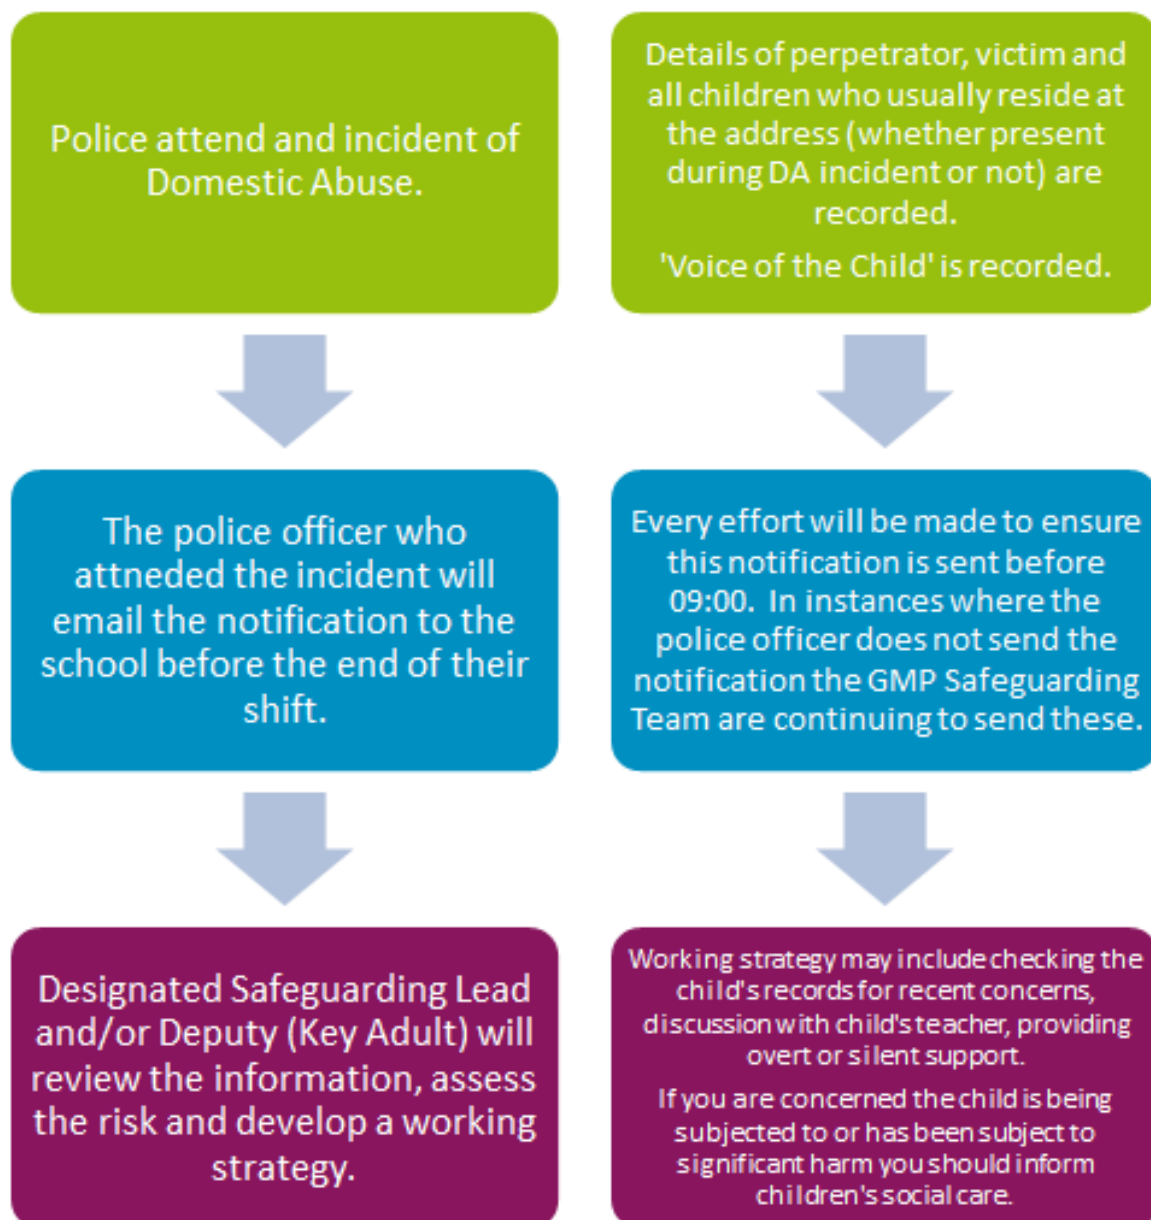 Police attend and incident of
Domestic Abuse.
Details of perpetrator, victim and
all children who usually reside at
the address (whether present
during DA incident or not) are
recorded.
'Voice of the Child' is recorded.
The police officer who
attneded the incident will
email the notification to the
school before the end of their
shift.
Every effort will be made to ensure
this notification is sent before
09:00. In instances where the
police officer does not send the
notification the GMP Safeguarding
Team are continuing to send these.
Designated Safeguarding Lead
and/or Deputy (Key Adult) will
review the information, assess
the risk and develop a working
strategy.
Working strategy may include checking the
child's records for recent concerns,
discussion with child's teacher, providing
overt or silent support.
If you are concerned the child is being
subjected to or has been subject to
significant harm you should inform
children's social care.